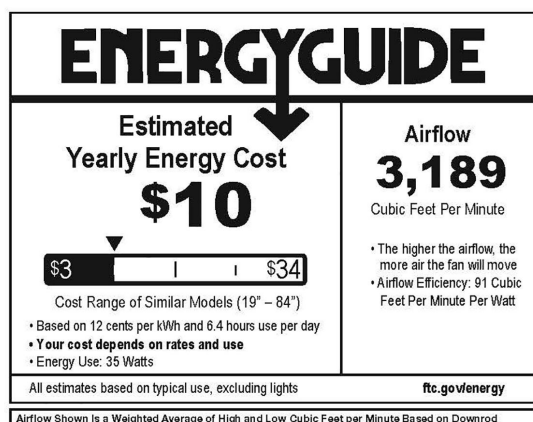 ENERGYGUIDE
Estimated
Yearly Energy Cost
$10
$3
$34
Cost Range of Similar Models (19" – 84")
• Based on 12 cents per kWh and 6.4 hours use per day
• Your cost depends on rates and use
• Energy Use: 35 Watts
Airflow
3,189
Cubic Feet Per Minute
• The higher the airflow, the
more air the fan will move
• Airflow Efficiency: 91 Cubic
Feet Per Minute Per Watt
All estimates based on typical use, excluding lights
ftc.gov/energy
Airflow Shown Is a Weighted Average of High and Low Cubic Feet per Minute Based on Downrod